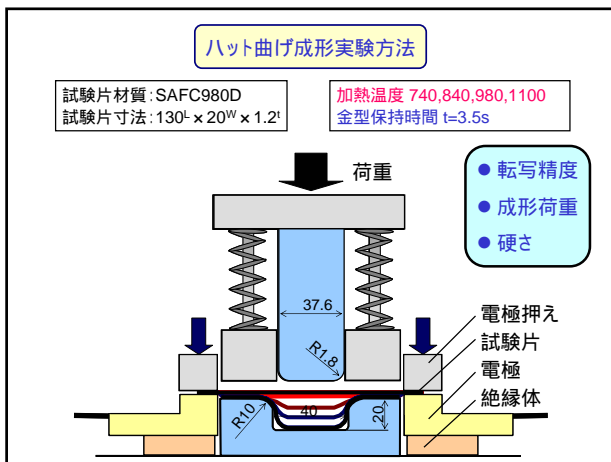 ハット曲げ成形実験方法
試験片材質:SAFC980D
試験片寸法:130ᴸ×20ᵂ×1.2ᵗ
加熱温度 740,840,980,1100
金型保持時間 t=3.5s
荷重
● 転写精度
● 成形荷重
● 硬さ
37.6
R1.8
電極押え
試験片
電極
絶縁体
R10
40
20